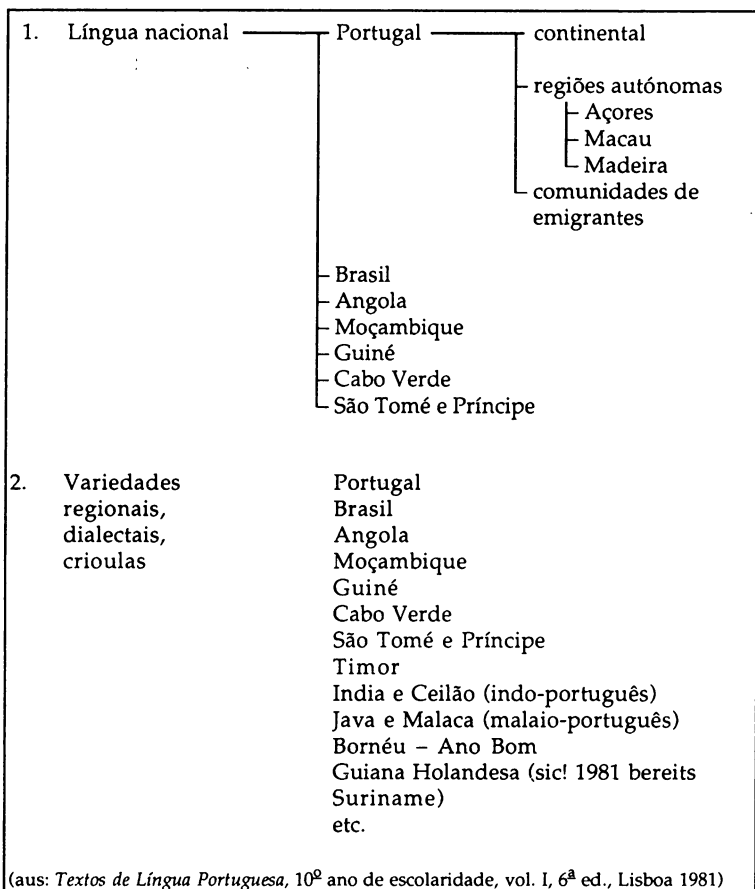 1. Língua nacional Portugal continental
regiões autónomas
Açores
Macau
Madeira
comunidades de
emigrantes
Brasil
Angola
Moçambique
Guiné
Cabo Verde
São Tomé e Príncipe
2. Variedades Portugal
regionais, Brasil
dialectais, Angola
crioulas Moçambique
Guiné
Cabo Verde
São Tomé e Príncipe
Timor
India e Ceilão (indo-português)
Java e Malaca (malaio-português)
Bornéu – Ano Bom
Guiana Holandesa (sic! 1981 bereits
Suriname)
etc.
(aus: Textos de Língua Portuguesa, 10º ano de escolaridade, vol. I, 6ª ed., Lisboa 1981)